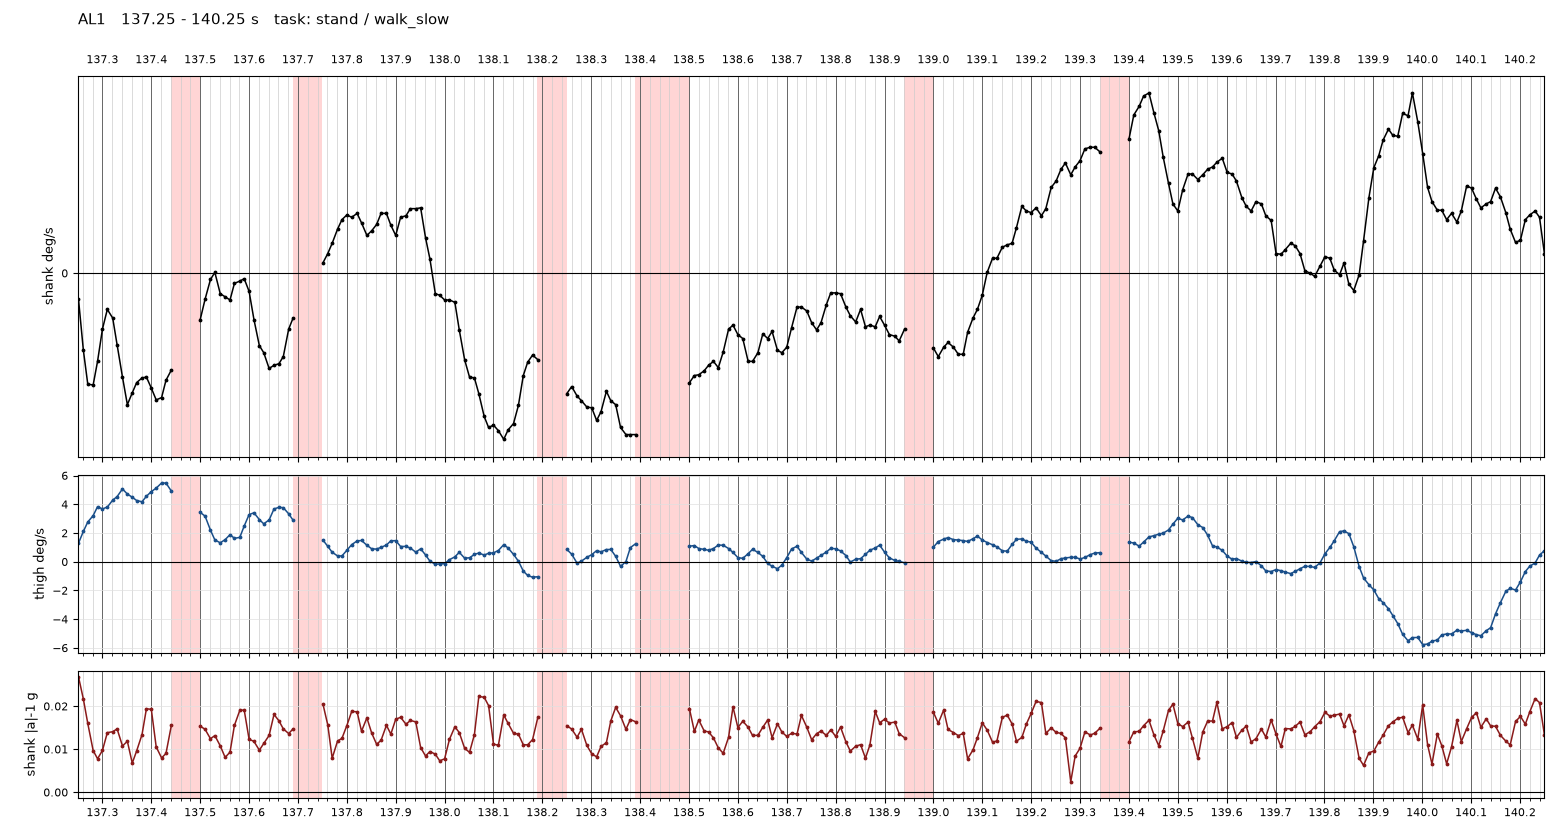 AL1   137.25 - 140.25 s   task: stand / walk_slow
137.3 137.4 137.5 137.6 137.7 137.8 137.9 138.0 138.1 138.2 138.3 138.4 138.5 138.6 138.7 138.8 138.9 139.0 139.1 139.2 139.3 139.4 139.5 139.6 139.7 139.8 139.9 140.0 140.1 140.2
shank deg/s
0
thigh deg/s
6
4
2
0
−2
−4
−6
shank |a|-1 g
0.02
0.01
0.00
137.3 137.4 137.5 137.6 137.7 137.8 137.9 138.0 138.1 138.2 138.3 138.4 138.5 138.6 138.7 138.8 138.9 139.0 139.1 139.2 139.3 139.4 139.5 139.6 139.7 139.8 139.9 140.0 140.1 140.2